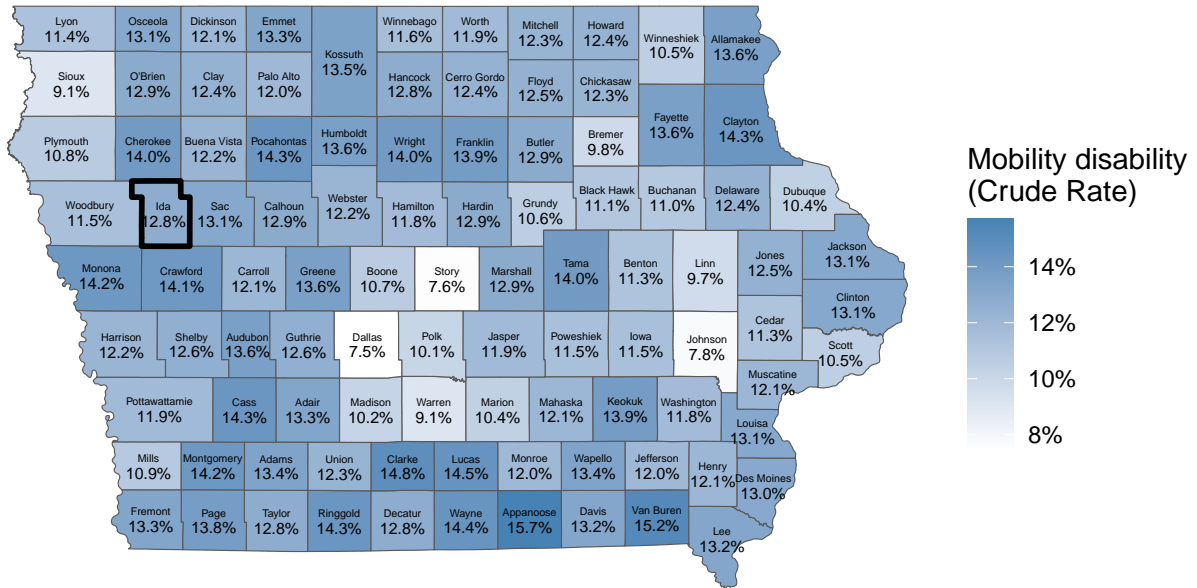 Lyon
11.4%
Osceola
13.1%
Dickinson
12.1%
Emmet
13.3%
Kossuth
13.5%
Winnebago
11.6%
Worth
11.9%
Mitchell
12.3%
Howard
12.4%
Winneshiek
10.5%
Allamakee
13.6%
Sioux
9.1%
O'Brien
12.9%
Clay
12.4%
Palo Alto
12.0%
Hancock
12.8%
Cerro Gordo
12.4%
Floyd
12.5%
Chickasaw
12.3%
Fayette
13.6%
Clayton
14.3%
Plymouth
10.8%
Cherokee
14.0%
Buena Vista
12.2%
Pocahontas
14.3%
Humboldt
13.6%
Wright
14.0%
Franklin
13.9%
Butler
12.9%
Bremer
9.8%
Woodbury
11.5%
Ida
12.8%
Sac
13.1%
Calhoun
12.9%
Webster
12.2%
Hamilton
11.8%
Hardin
12.9%
Grundy
10.6%
Black Hawk
11.1%
Buchanan
11.0%
Delaware
12.4%
Dubuque
10.4%
Monona
14.2%
Crawford
14.1%
Carroll
12.1%
Greene
13.6%
Boone
10.7%
Story
7.6%
Marshall
12.9%
Tama
14.0%
Benton
11.3%
Linn
9.7%
Jones
12.5%
Jackson
13.1%
Clinton
13.1%
Harrison
12.2%
Shelby
12.6%
Audubon
13.6%
Guthrie
12.6%
Dallas
7.5%
Polk
10.1%
Jasper
11.9%
Poweshiek
11.5%
Iowa
11.5%
Johnson
7.8%
Cedar
11.3%
Scott
10.5%
Muscatine
12.1%
Pottawattamie
11.9%
Cass
14.3%
Adair
13.3%
Madison
10.2%
Warren
9.1%
Marion
10.4%
Mahaska
12.1%
Keokuk
13.9%
Washington
11.8%
Louisa
13.1%
Mills
10.9%
Montgomery
14.2%
Adams
13.4%
Union
12.3%
Clarke
14.8%
Lucas
14.5%
Monroe
12.0%
Wapello
13.4%
Jefferson
12.0%
Henry
12.1%
Des Moines
13.0%
Fremont
13.3%
Page
13.8%
Taylor
12.8%
Ringgold
14.3%
Decatur
12.8%
Wayne
14.4%
Appanoose
15.7%
Davis
13.2%
Van Buren
15.2%
Lee
13.2%
Mobility disability
(Crude Rate)
14%
12%
10%
8%